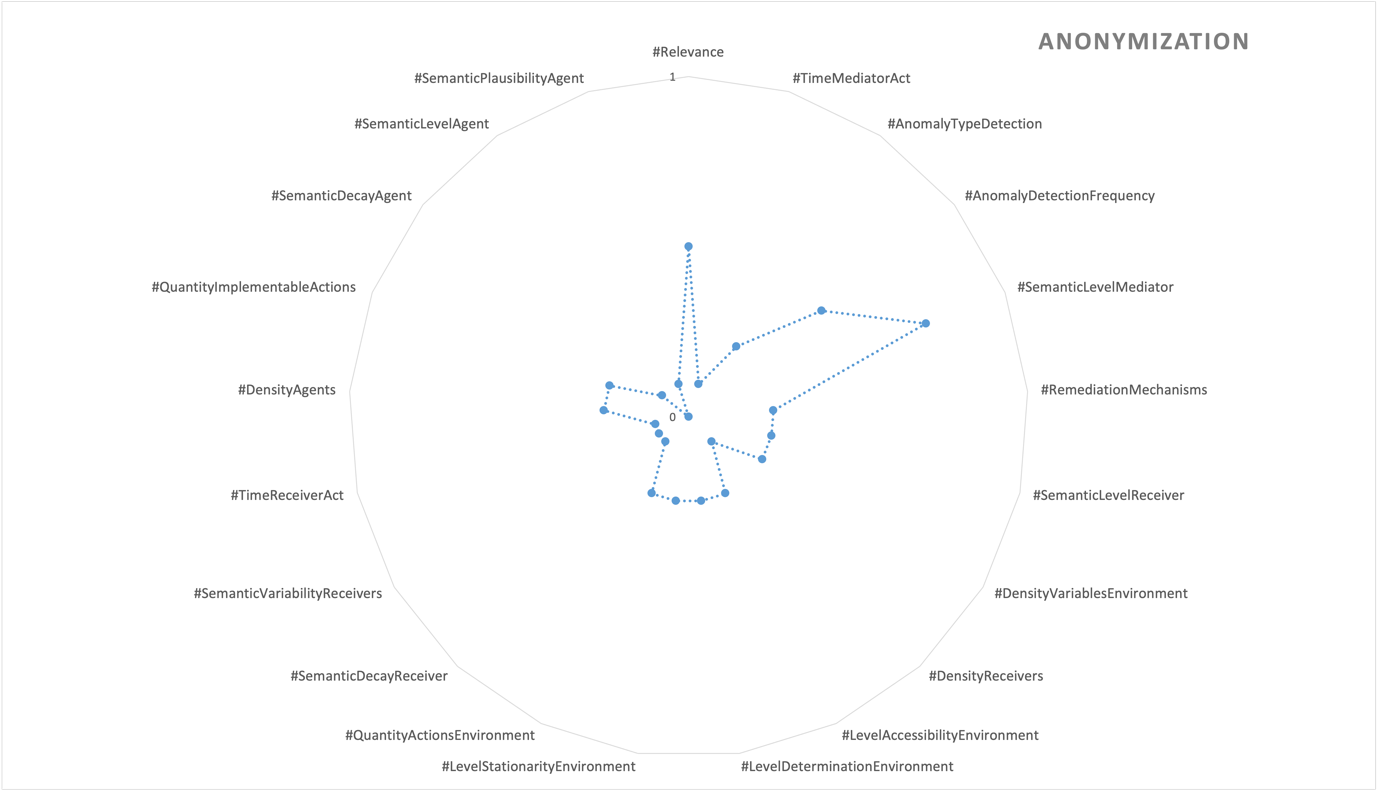 ANONYMIZATION
#Relevance
1
#SemanticPlausibilityAgent
#TimeMediatorAct
#SemanticLevelAgent
#AnomalyTypeDetection
#SemanticDecayAgent
#AnomalyDetectionFrequency
#QuantityImplementableActions
#SemanticLevelMediator
#DensityAgents
#RemediationMechanisms
0
#TimeReceiverAct
#SemanticLevelReceiver
#SemanticVariabilityReceivers
#DensityVariablesEnvironment
#SemanticDecayReceiver
#DensityReceivers
#QuantityActionsEnvironment
#LevelAccessibilityEnvironment
#LevelStationarityEnvironment
#LevelDeterminationEnvironment